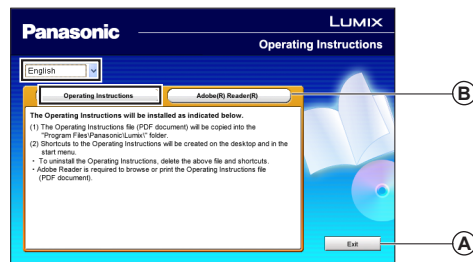 Panasonic
LUMIX
Operating Instructions
English
Operating Instructions
Adobe(R) Reader(R)
B
The Operating Instructions will be installed as indicated below.
(1) The Operating Instructions file (PDF document) will be copied into the
"Program Files\Panasonic\Lumix\" folder.
(2) Shortcuts to the Operating Instructions will be created on the desktop and in the
start menu.
・ To uninstall the Operating Instructions, delete the above file and shortcuts.
・ Adobe Reader is required to browse or print the Operating Instructions file
(PDF document).
Exit
A